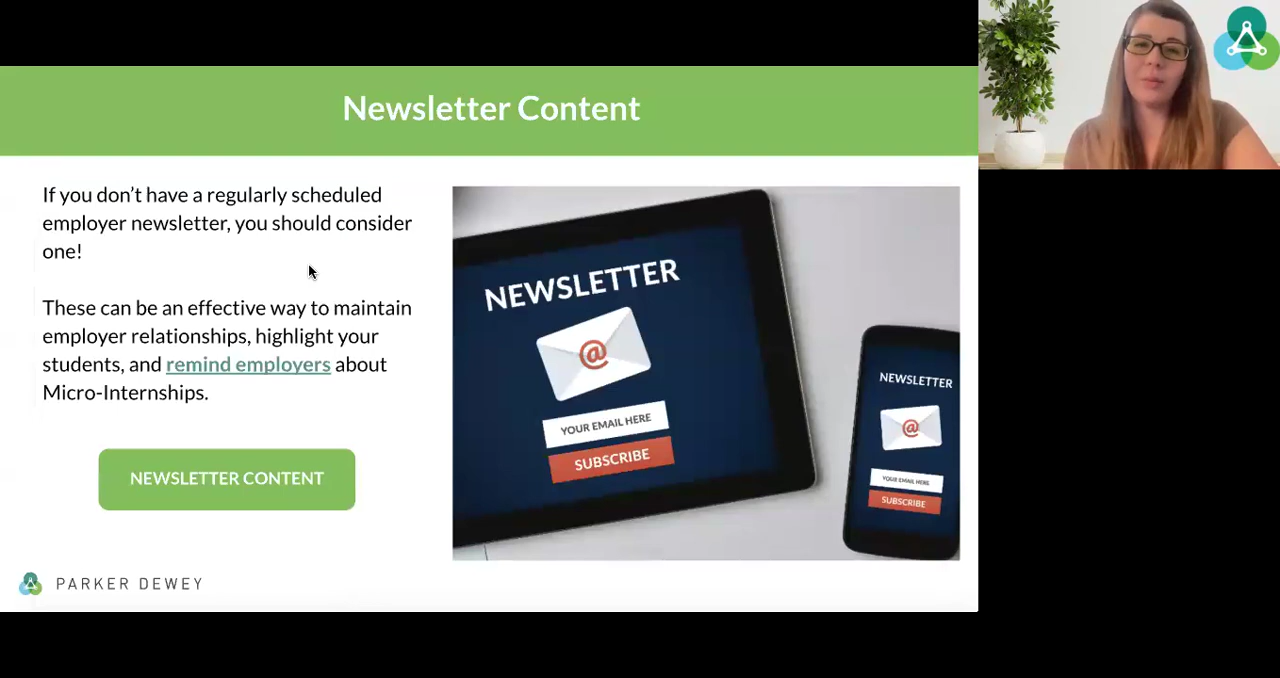 Newsletter Content
If you don’t have a regularly scheduled
employer newsletter, you should consider
one!
These can be an effective way to maintain
employer relationships, highlight your
students, and remind employers about
Micro-Internships.
NEWSLETTER CONTENT
NEWSLETTER
@
YOUR EMAIL HERE
SUBSCRIBE
NEWSLETTER
@
YOUR EMAIL HERE
SUBSCRIBE
PARKER DEWEY